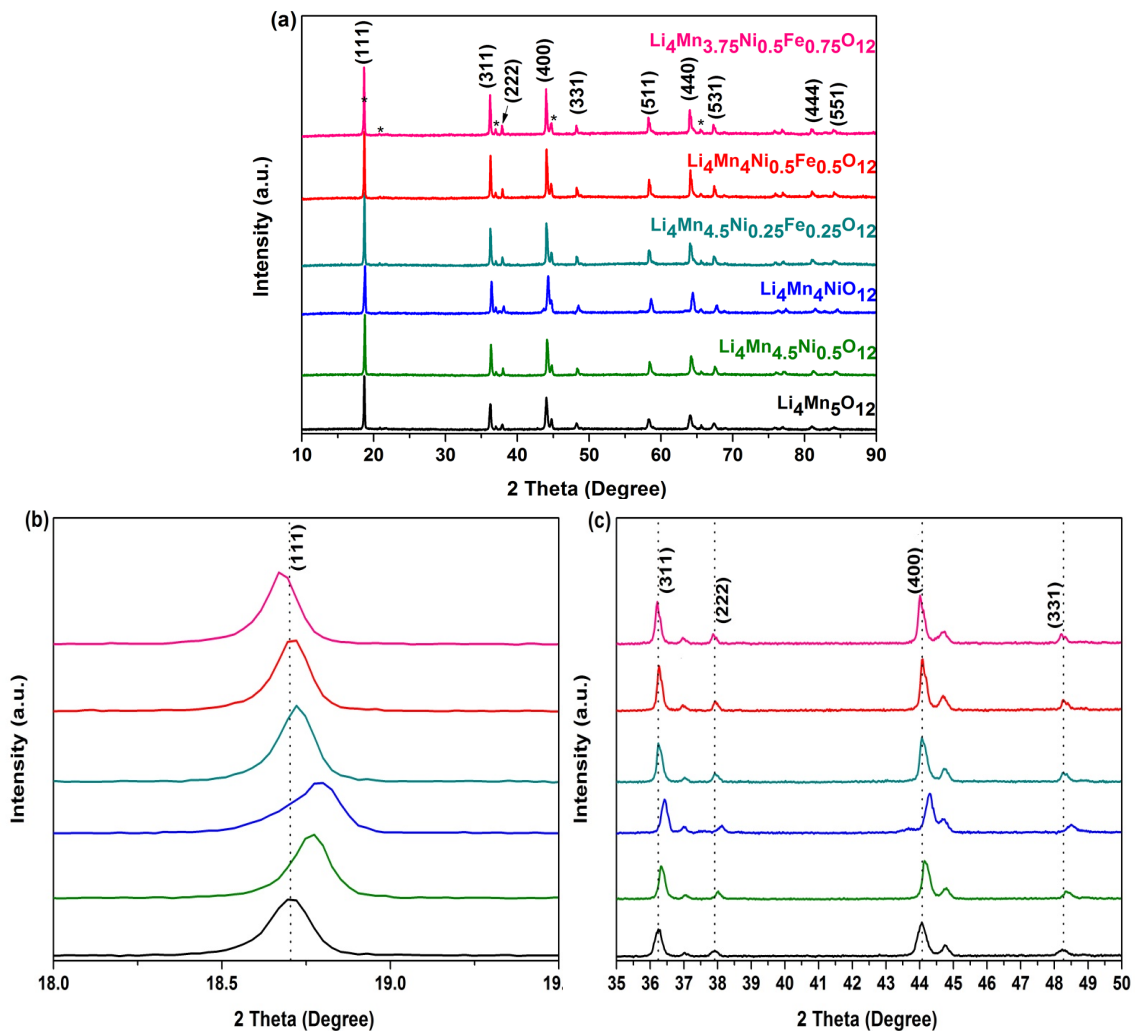 (a)
Li4Mn3.75Ni0.5Fe0.75O12
(111)
(311)
(222)
(400)
(331)
(511)
(440)
(531)
(444)
(551)
* * * * *
Li4Mn4Ni0.5Fe0.5O12
Li4Mn4.5Ni0.25Fe0.25O12
Li4Mn4NiO12
Li4Mn4.5Ni0.5O12
Li4Mn5O12
Intensity (a.u.)
10 20 30 40 50 60 70 80 90
2 Theta (Degree)
(b)
(111)
Intensity (a.u.)
18.0 18.5 19.0 19.
2 Theta (Degree)
(c)
(311)
(222)
(400)
(331)
Intensity (a.u.)
35 36 37 38 39 40 41 42 43 44 45 46 47 48 49 50
2 Theta (Degree)